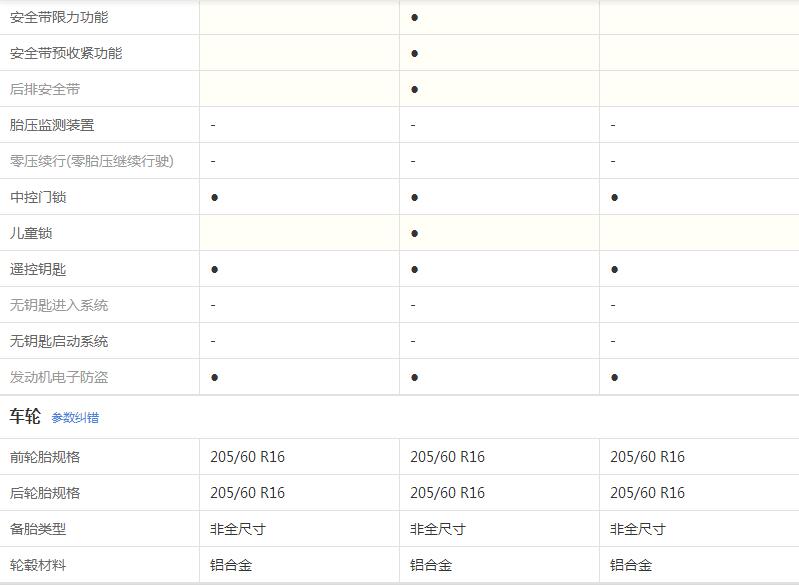 安全带限力功能 ●
安全带预收紧功能 ●
后排安全带 ●
胎压监测装置 - - -
零压续行(零胎压继续行驶) - - -
中控门锁 ● ● ●
儿童锁 ●
遥控钥匙 ● ● ●
无钥匙进入系统 - - -
无钥匙启动系统 - - -
发动机电子防盗 ● ● ●
车轮 参数纠错
前轮胎规格 205/60 R16 205/60 R16 205/60 R16
后轮胎规格 205/60 R16 205/60 R16 205/60 R16
备胎类型 非全尺寸 非全尺寸 非全尺寸
轮毂材料 铝合金 铝合金 铝合金